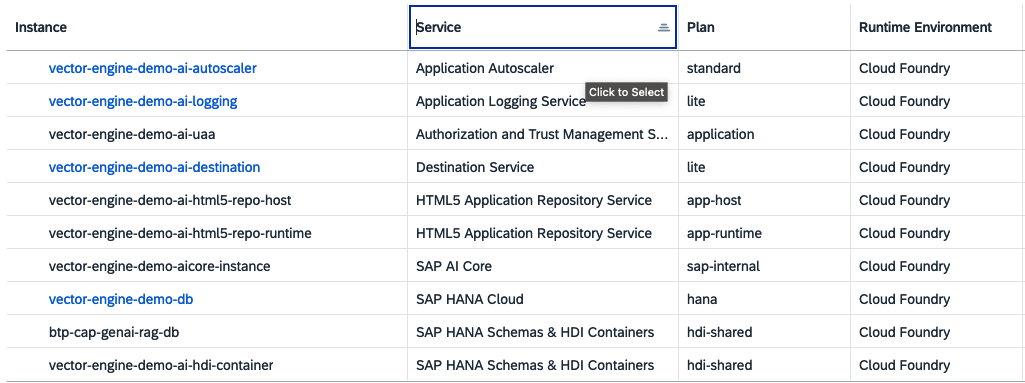 Instance Service Plan Runtime Environment
vector-engine-demo-ai-autoscaler Application Autoscaler standard Cloud Foundry
Click to Select
vector-engine-demo-ai-logging Application Logging Service lite Cloud Foundry
vector-engine-demo-ai-uaa Authorization and Trust Management S... application Cloud Foundry
vector-engine-demo-ai-destination Destination Service lite Cloud Foundry
vector-engine-demo-ai-html5-repo-host HTML5 Application Repository Service app-host Cloud Foundry
vector-engine-demo-ai-html5-repo-runtime HTML5 Application Repository Service app-runtime Cloud Foundry
vector-engine-demo-aicore-instance SAP AI Core sap-internal Cloud Foundry
vector-engine-demo-db SAP HANA Cloud hana Cloud Foundry
btp-cap-genai-rag-db SAP HANA Schemas & HDI Containers hdi-shared Cloud Foundry
vector-engine-demo-ai-hdi-container SAP HANA Schemas & HDI Containers hdi-shared Cloud Foundry